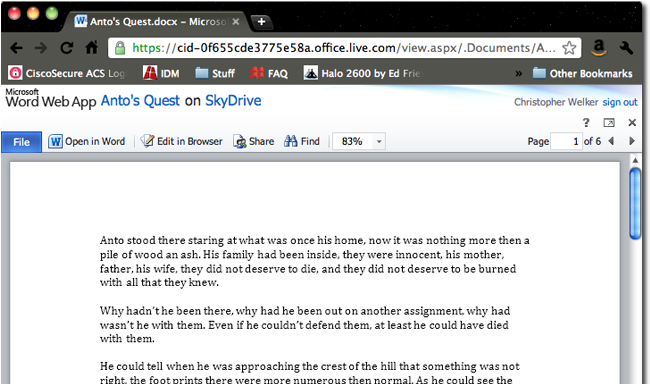 Anto's Quest.docx – Microsof
https://cid-0f655cde3775e58a.office.live.com/view.aspx/.Documents/A...
CiscoSecure ACS Log IDM Stuff FAQ Halo 2600 by Ed Frie » Other Bookmarks
Microsoft
Word Web App Anto's Quest on SkyDrive Christopher Welker sign out
File Open in Word Edit in Browser Share Find 83% Page 1 of 6
Anto stood there staring at what was once his home, now it was nothing more then a
pile of wood an ash. His family had been inside, they were innocent, his mother,
father, his wife, they did not deserve to die, and they did not deserve to be burned
with all that they knew.
Why hadn't he been there, why had he been out on another assignment, why had
wasn't he with them. Even if he couldn't defend them, at least he could have died
with them.
He could tell when he was approaching the crest of the hill that something was not
right, the foot prints there were more numerous then normal. As he could see the